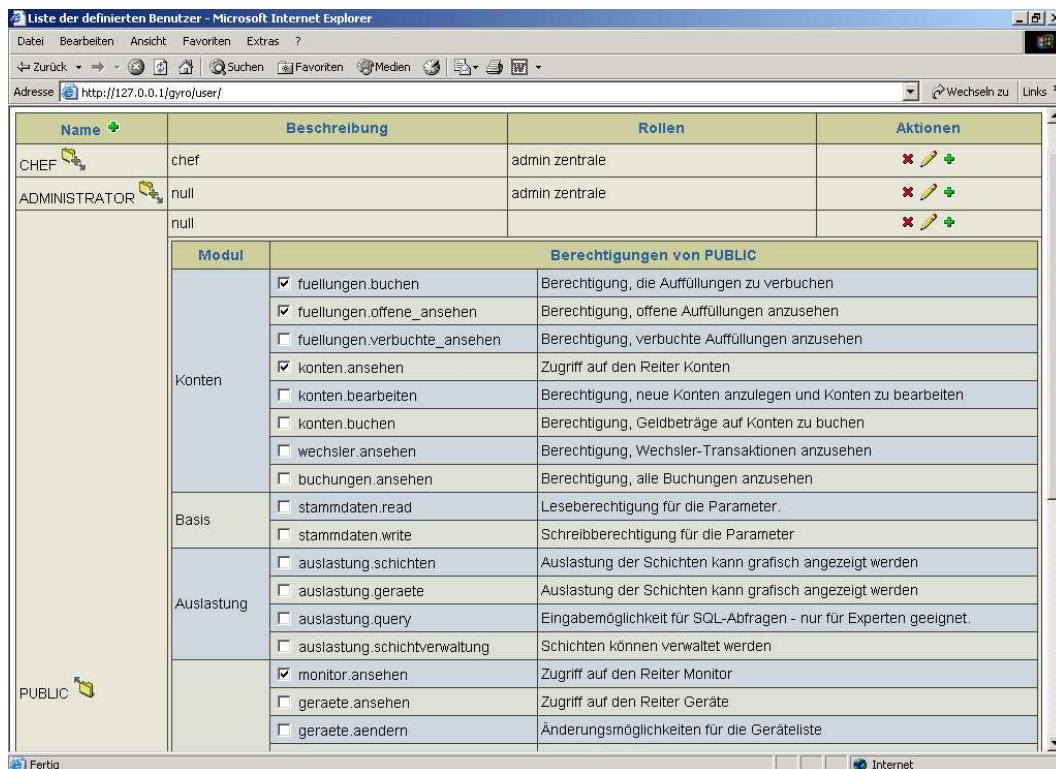 Liste der definierten Benutzer - Microsoft Internet Explorer
Datei Bearbeiten Ansicht Favoriten Extras ?
Zurück Suchen Favoriten Medien
Adresse http://127.0.0.1/gyro/user/ Wechseln zu Links
Name Beschreibung Rollen Aktionen
CHEF chef admin zentrale
ADMINISTRATOR null admin zentrale
null
Modul Berechtigungen von PUBLIC
fuellungen.buchen Berechtigung, die Auffüllungen zu verbuchen
fuellungen.offene_ansehen Berechtigung, offene Auffüllungen anzusehen
fuellungen.verbuchte_ansehen Berechtigung, verbuchte Auffüllungen anzusehen
Konten konten.ansehen Zugriff auf den Reiter Konten
konten.bearbeiten Berechtigung, neue Konten anzulegen und Konten zu bearbeiten
konten.buchen Berechtigung, Geldbeträge auf Konten zu buchen
wechsler.ansehen Berechtigung, Wechsler-Transaktionen anzusehen
buchungen.ansehen Berechtigung, alle Buchungen anzusehen
Basis stammdaten.read Leseberechtigung für die Parameter.
stammdaten.write Schreibberechtigung für die Parameter
Auslastung auslastung.schichten Auslastung der Schichten kann grafisch angezeigt werden
auslastung.geraete Auslastung der Schichten kann grafisch angezeigt werden
auslastung.query Eingabemöglichkeit für SQL-Abfragen - nur für Experten geeignet.
auslastung.schichtverwaltung Schichten können verwaltet werden
PUBLIC monitor.ansehen Zugriff auf den Reiter Monitor
geraete.ansehen Zugriff auf den Reiter Geräte
geraete.aendern Änderungsmöglichkeiten für die Geräteliste
Fertig Internet